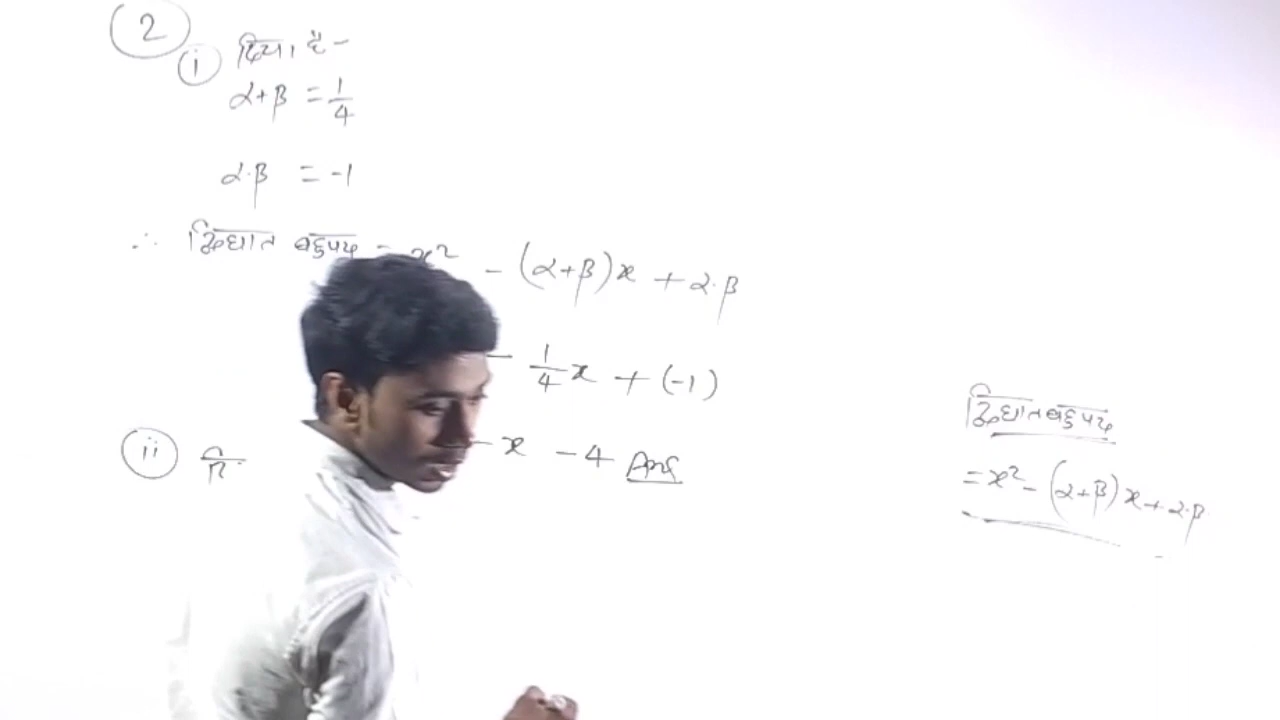 2
i दिया है -
α+β = 1/4
α.β = -1
∴ द्विघात बहुपद = x² - (α+β)x + α.β
- 1/4 x + (-1)
- x - 4 Ans
ii
द्विघात बहुपद
= x² - (α+β)x + α.β